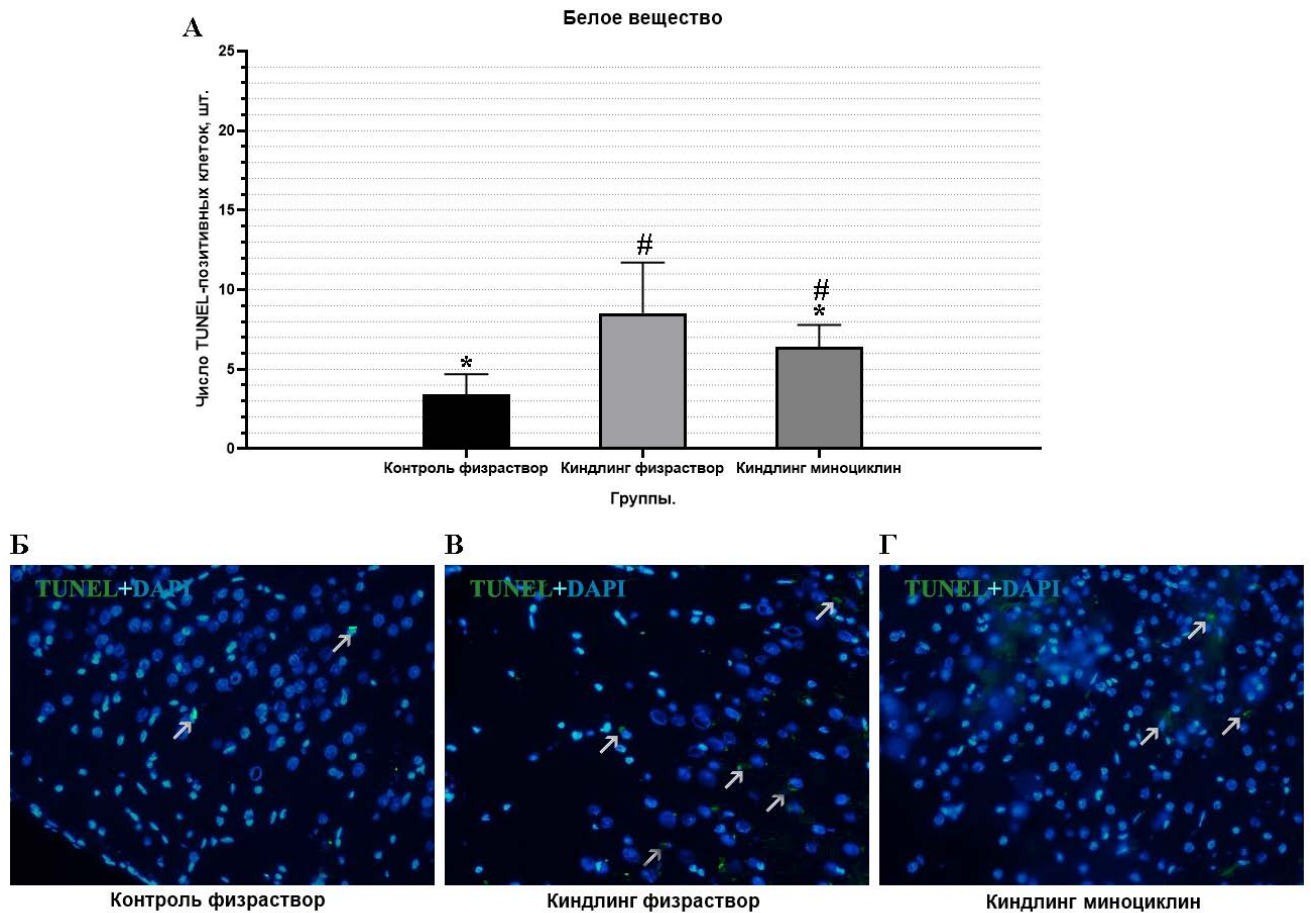 Белое вещество
А
Число TUNEL-позитивных клеток, шт.
25
20
15
10
5
0
*
#
#
*
Контроль физраствор
Киндлинг физраствор
Киндлинг миноциклин
Группы.
Б
В
Г
TUNEL+DAPI
TUNEL+DAPI
TUNEL+DAPI
Контроль физраствор
Киндлинг физраствор
Киндлинг миноциклин